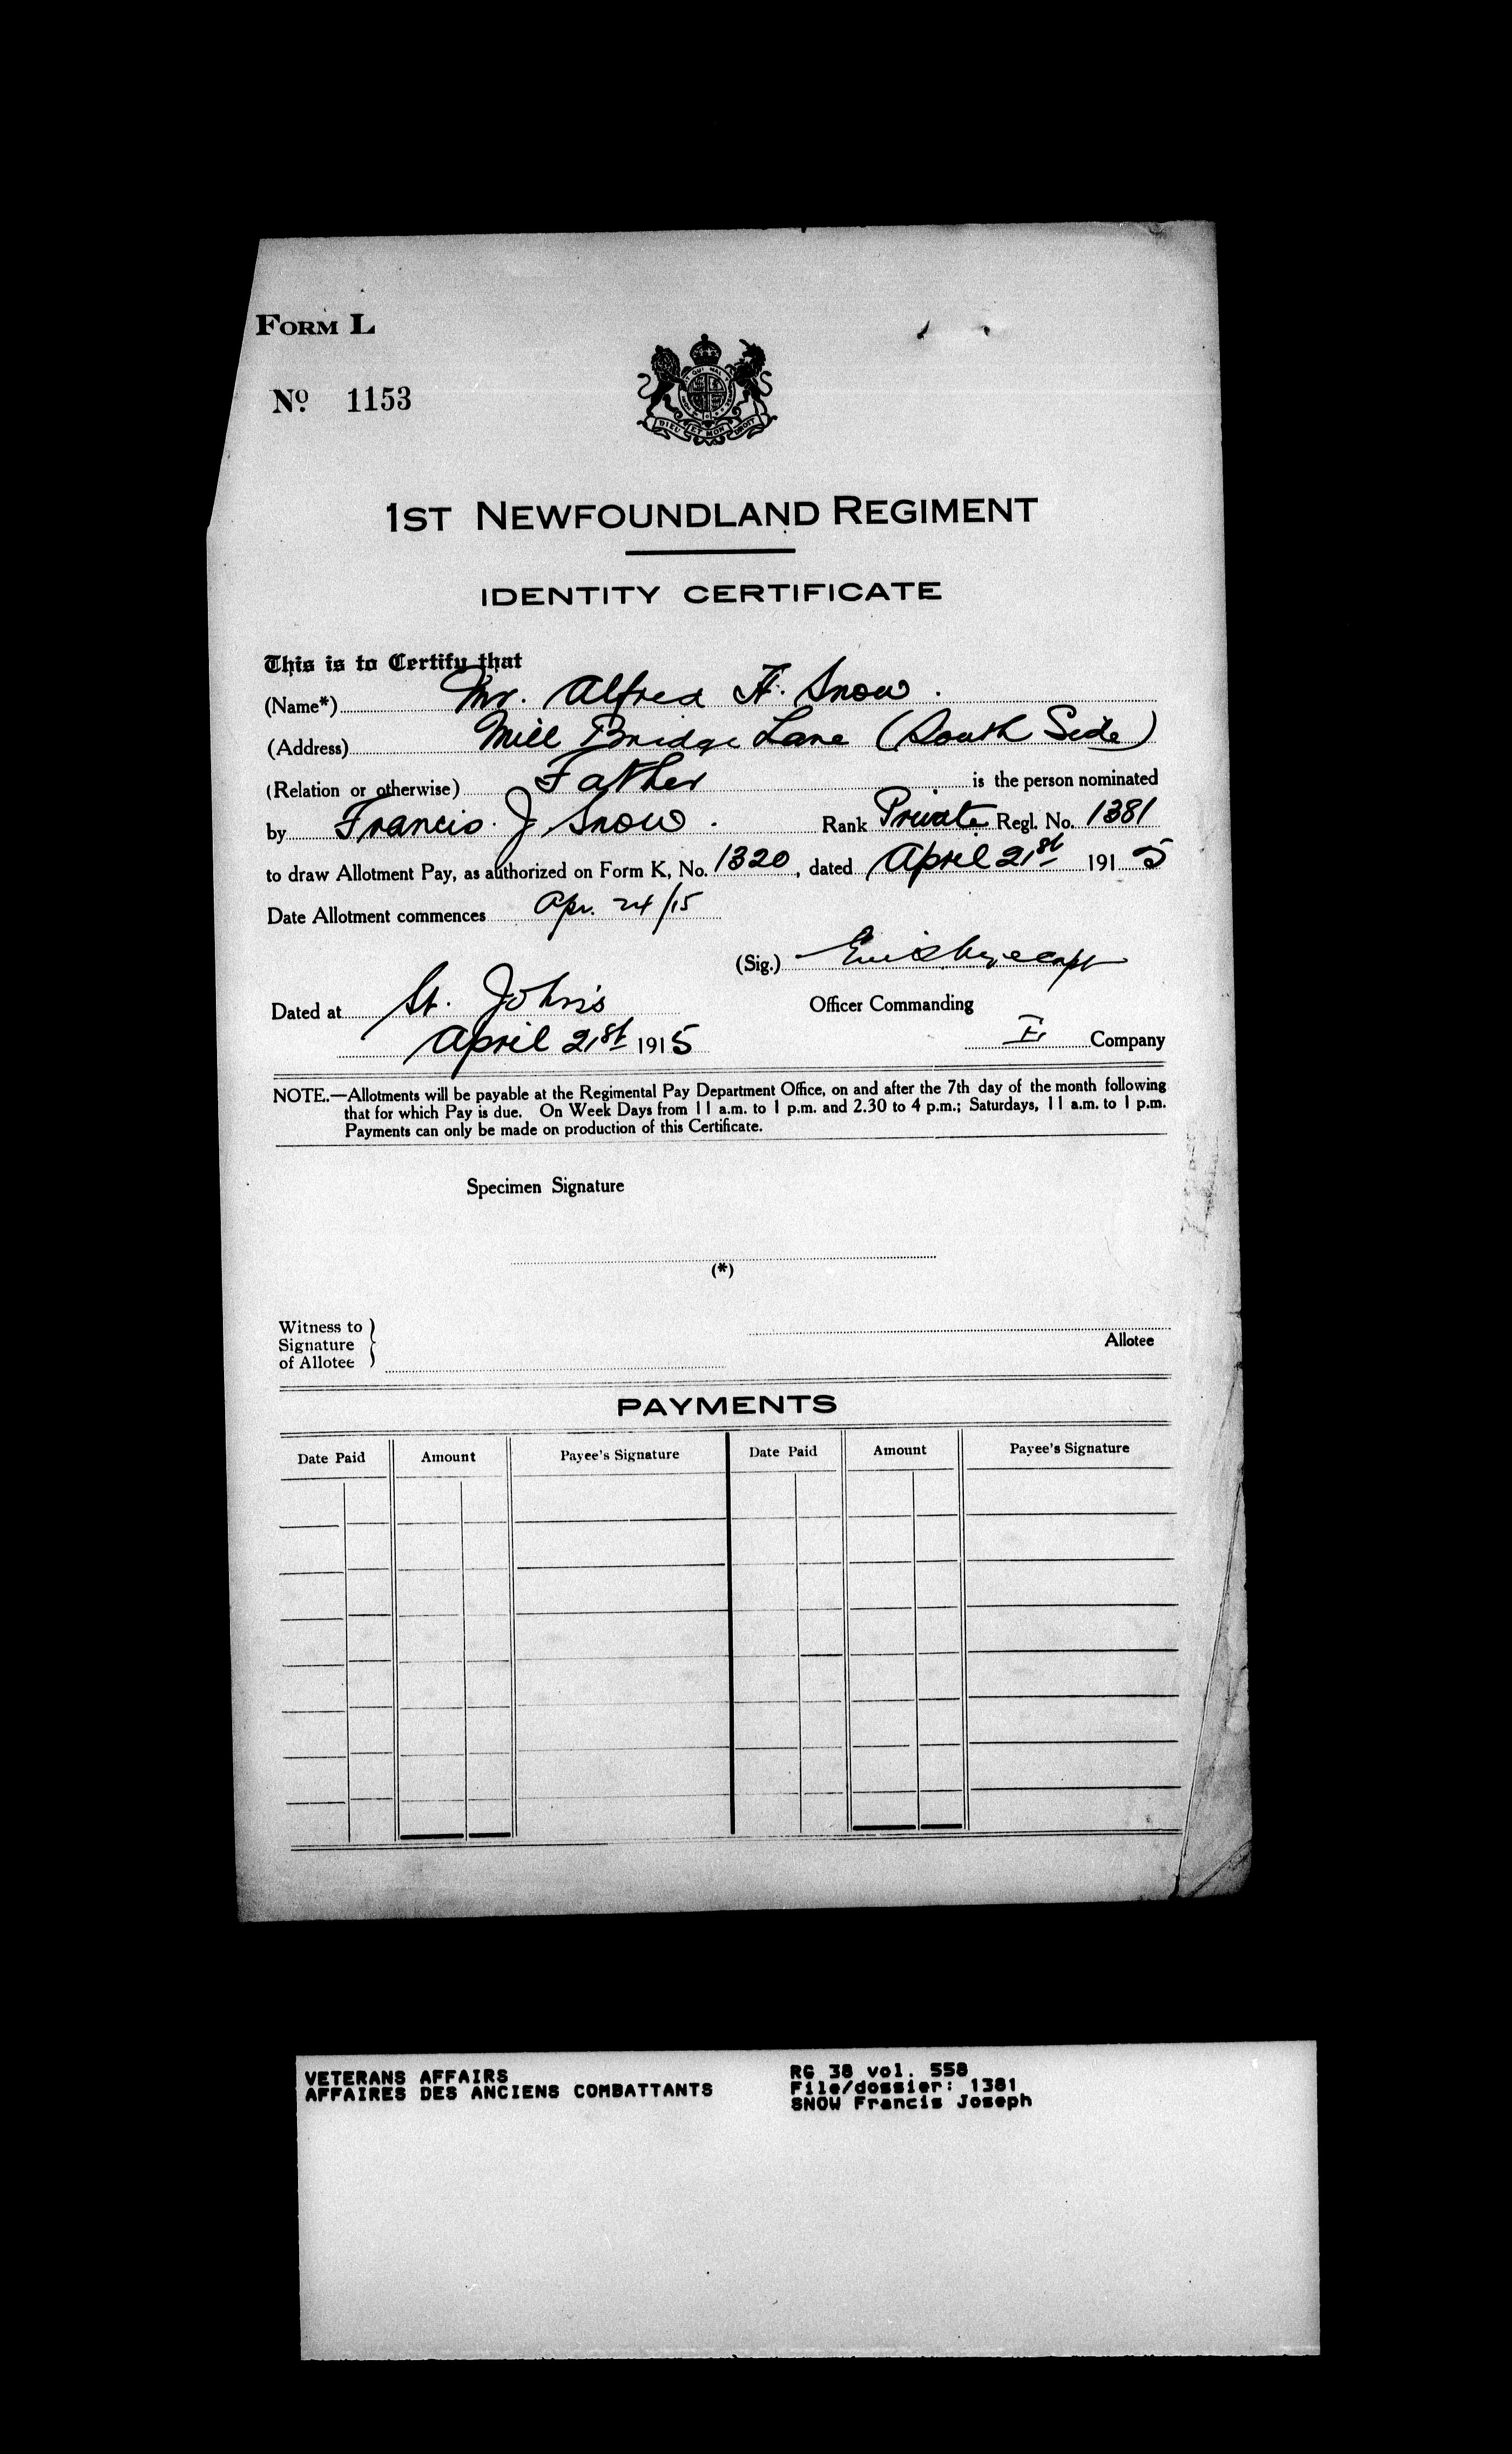 FORM L
No. 1153
DIEU ET MON DROIT
1ST NEWFOUNDLAND REGIMENT
IDENTITY CERTIFICATE
This is to Certify that
(Name*) Mr. Alfred H. Snow.
(Address) Mill Bridge Lane (South Side)
(Relation or otherwise) Father is the person nominated
by Francis. J. Snow. Rank Private Regl. No. 1381
to draw Allotment Pay, as authorized on Form K, No. 1320, dated April 21st 1915
Date Allotment commences Apr. 24/15
(Sig.) Capt
Dated at St. John's Officer Commanding
April 21st 1915 E Company
NOTE.—Allotments will be payable at the Regimental Pay Department Office, on and after the 7th day of the month following
that for which Pay is due. On Week Days from 11 a.m. to 1 p.m. and 2.30 to 4 p.m.; Saturdays, 11 a.m. to 1 p.m.
Payments can only be made on production of this Certificate.
Specimen Signature
(*)
Witness to
Signature
of Allotee
Allotee
PAYMENTS
Date Paid Amount Payee's Signature Date Paid Amount Payee's Signature
VETERANS AFFAIRS RG 38 vol. 558
AFFAIRES DES ANCIENS COMBATTANTS File/dossier: 1381
SNOW Francis Joseph